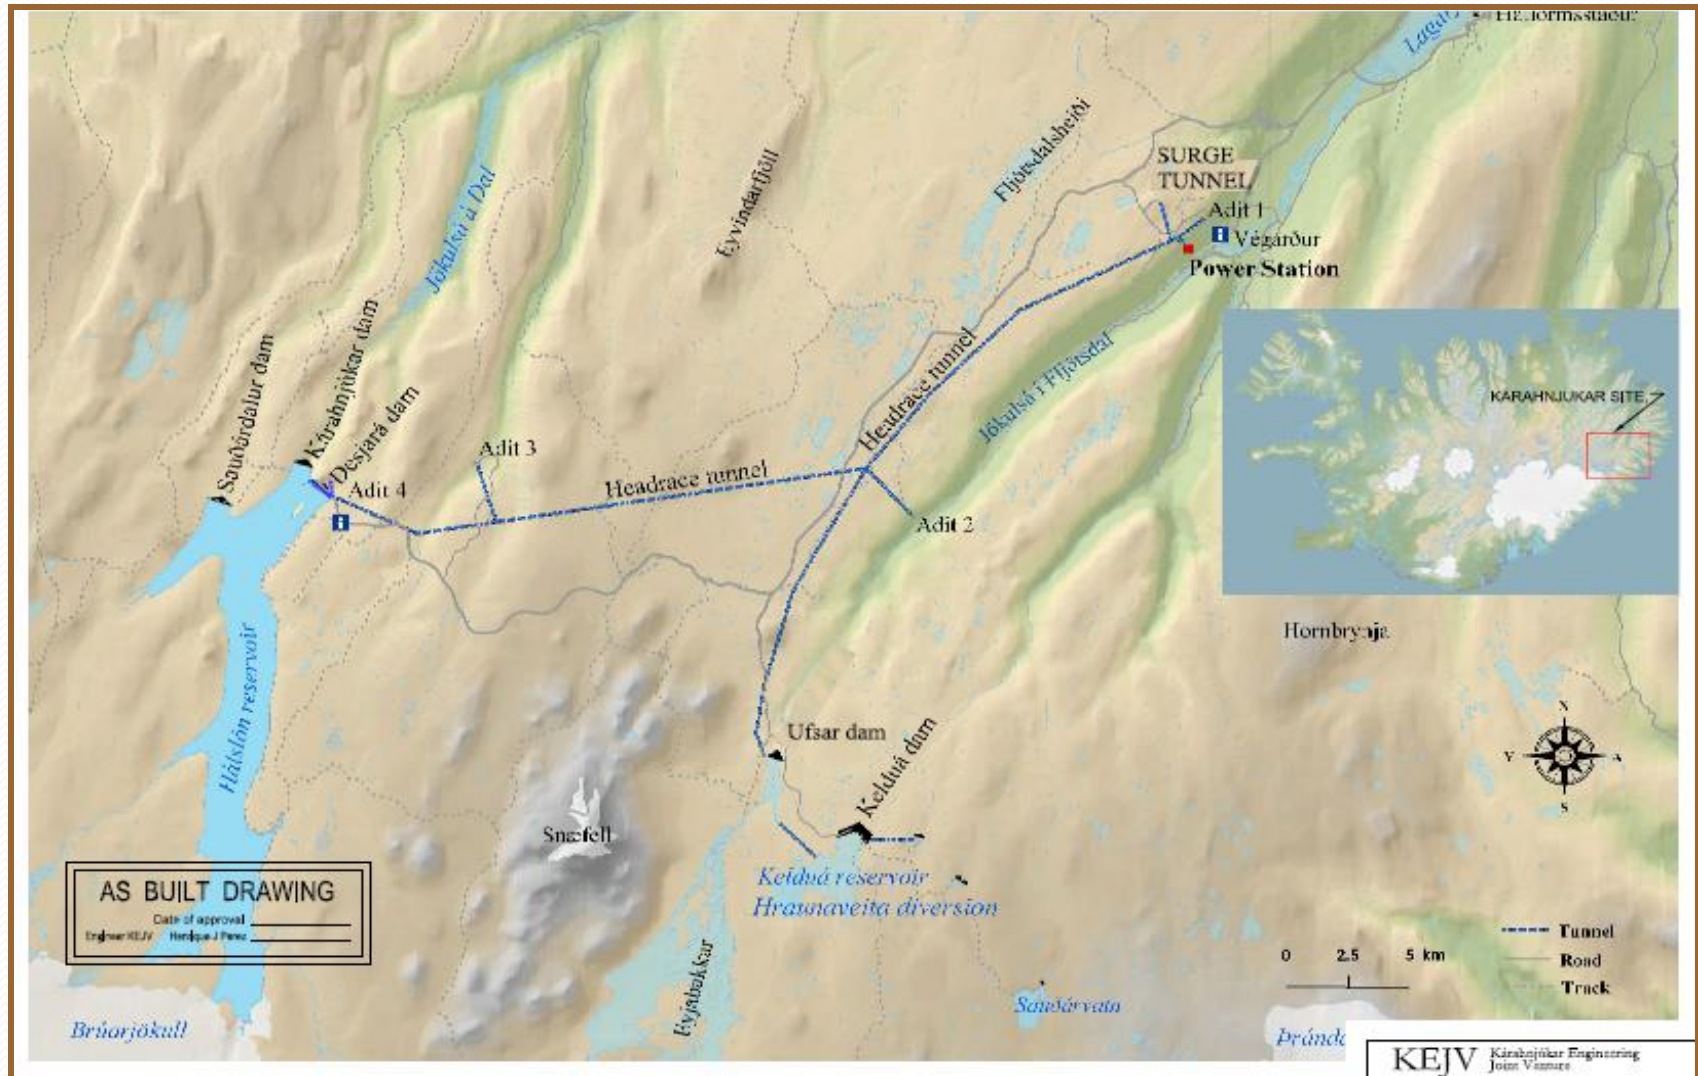 Jökulsá á Dal
Eyvindarfjöll
Fljótsdalsheiði
SURGE
TUNNEL
Adit 1
Végarður
Power Station
KARAHNJUKAR SITE
Sauðárdalur dam
Kárahnjúkar dam
Desjará dam
Adit 4
Adit 3
Headrace tunnel
Headrace tunnel
Adit 2
Jökulsá í Fljótsdal
Hornbrynja
Hálslón reservoir
Ufsar dam
Kelduá dam
Snæfell
Kelduá reservoir
Hraunaveita diversion
Eyjabakkar
N
V
A
S
AS BUILT DRAWING
Date of approval
Engineer KEJV Henrique J Perez
0 2.5 5 km
Tunnel
Road
Track
Brúarjökull
Sauðárvatn
KEJV Kárahnjúkar Engineering
Joint Venture